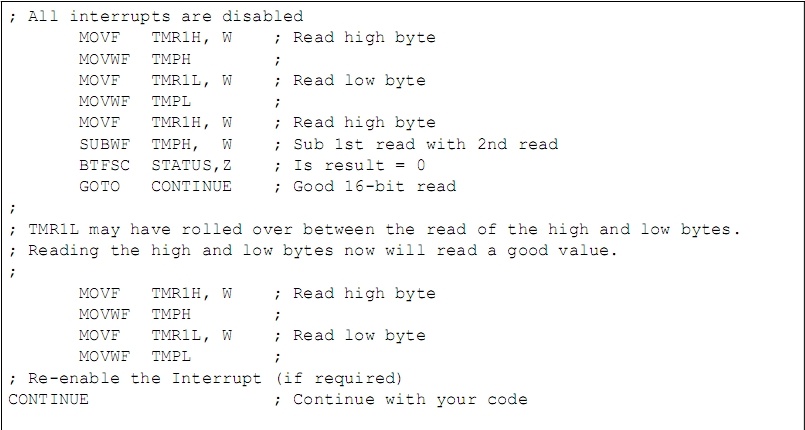 ; All interrupts are disabled
MOVF TMR1H, W ; Read high byte
MOVWF TMPH ;
MOVF TMR1L, W ; Read low byte
MOVWF TMPL ;
MOVF TMR1H, W ; Read high byte
SUBWF TMPH, W ; Sub 1st read with 2nd read
BTFSC STATUS,Z ; Is result = 0
GOTO CONTINUE ; Good 16-bit read
;
; TMR1L may have rolled over between the read of the high and low bytes.
; Reading the high and low bytes now will read a good value.
;
MOVF TMR1H, W ; Read high byte
MOVWF TMPH ;
MOVF TMR1L, W ; Read low byte
MOVWF TMPL ;
; Re-enable the Interrupt (if required)
CONTINUE ; Continue with your code